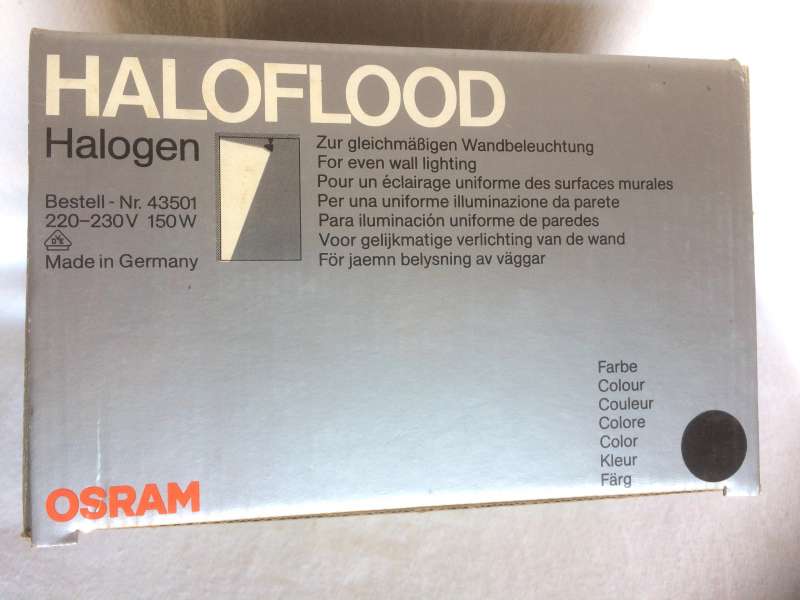 HALOFLOOD
Halogen
Bestell - Nr. 43501
220–230V 150W
Made in Germany
Zur gleichmäßigen Wandbeleuchtung
For even wall lighting
Pour un éclairage uniforme des surfaces murales
Per una uniforme illuminazione da parete
Para iluminación uniforme de paredes
Voor gelijkmatige verlichting van de wand
För jaemn belysning av väggar
Farbe
Colour
Couleur
Colore
Color
Kleur
Färg
OSRAM